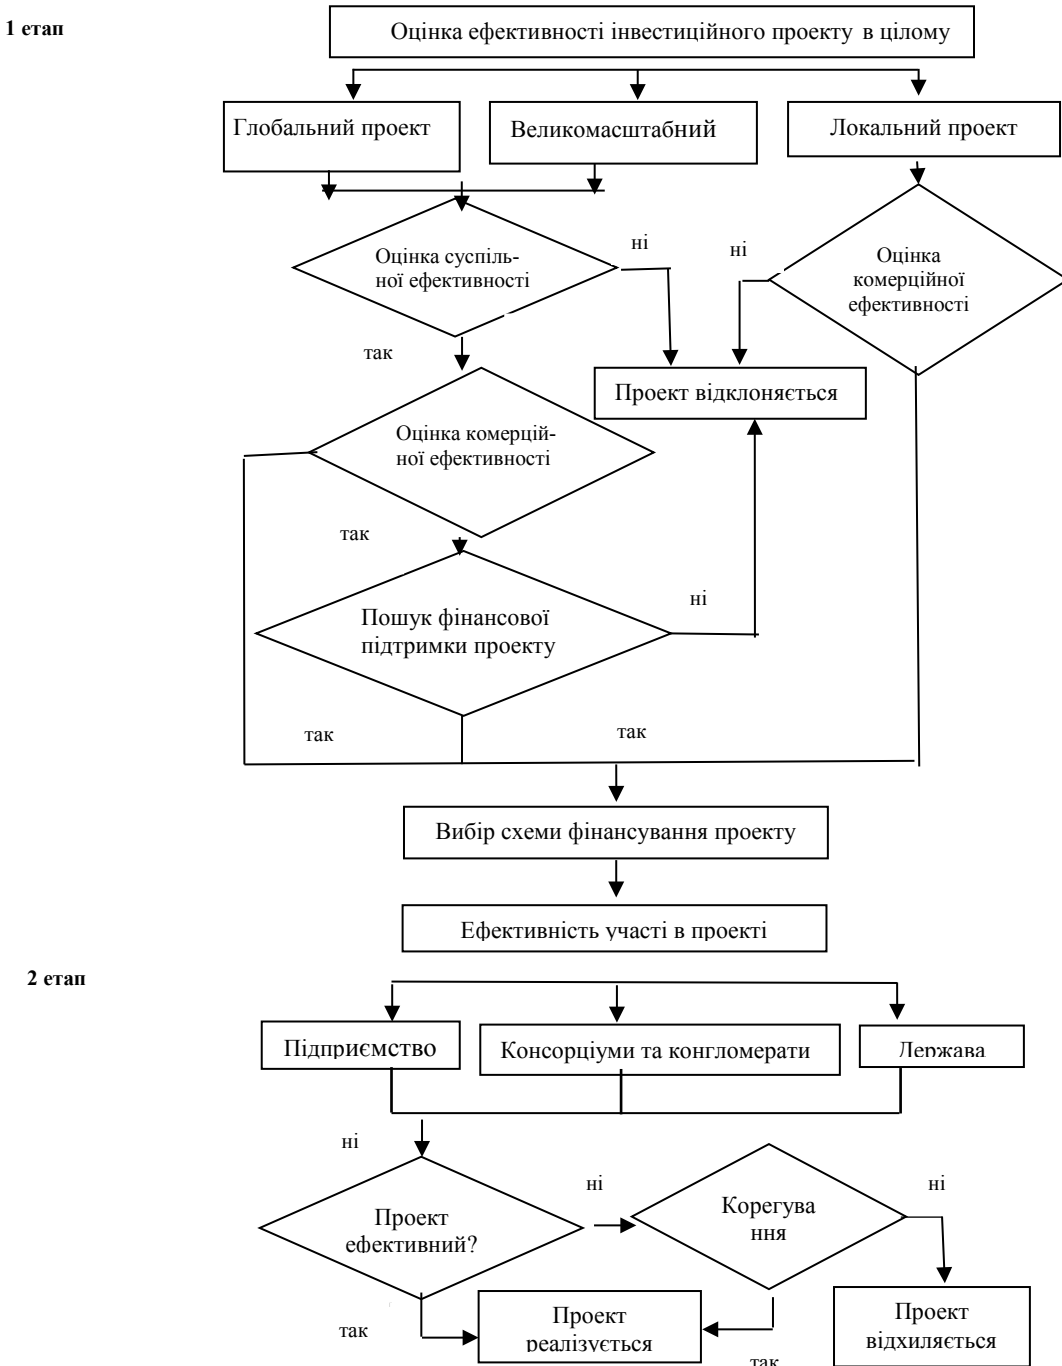 1 етап
Оцінка ефективності інвестиційного проекту в цілому
Глобальний проект
Великомасштабний
Локальний проект
Оцінка суспіль-
ної ефективності
ні
ні
Оцінка
комерційної
ефективності
так
Проект відклоняється
Оцінка комерцій-
ної ефективності
так
Пошук фінансової
підтримки проекту
ні
так
так
Вибір схеми фінансування проекту
Ефективність участі в проекті
2 етап
Підприємство
Консорціуми та конгломерати
Держава
ні
Проект
ефективний?
ні
Корегува
ння
ні
так
Проект
реалізується
так
Проект
відхиляється